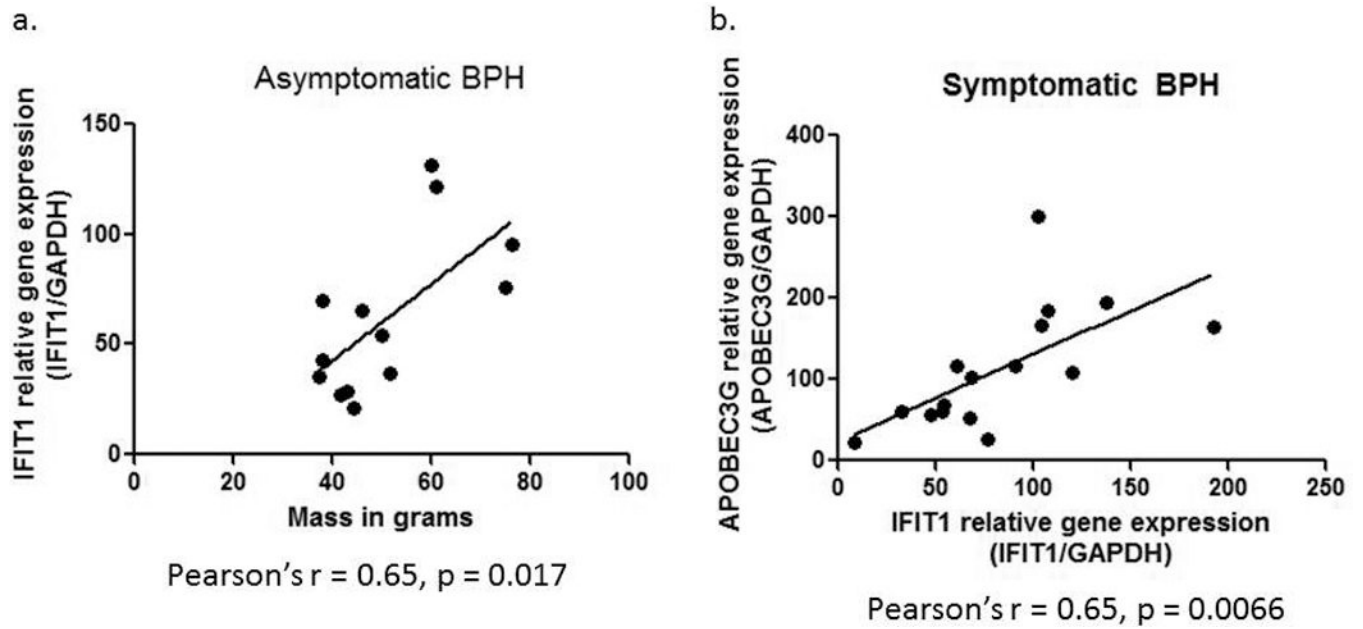 a.
Asymptomatic BPH
IFIT1 relative gene expression
(IFIT1/GAPDH)
150
100
50
0
0 20 40 60 80 100
Mass in grams
Pearson's r = 0.65, p = 0.017
b.
Symptomatic BPH
APOBEC3G relative gene expression
(APOBEC3G/GAPDH)
400
300
200
100
0
0 50 100 150 200 250
IFIT1 relative gene expression
(IFIT1/GAPDH)
Pearson's r = 0.65, p = 0.0066